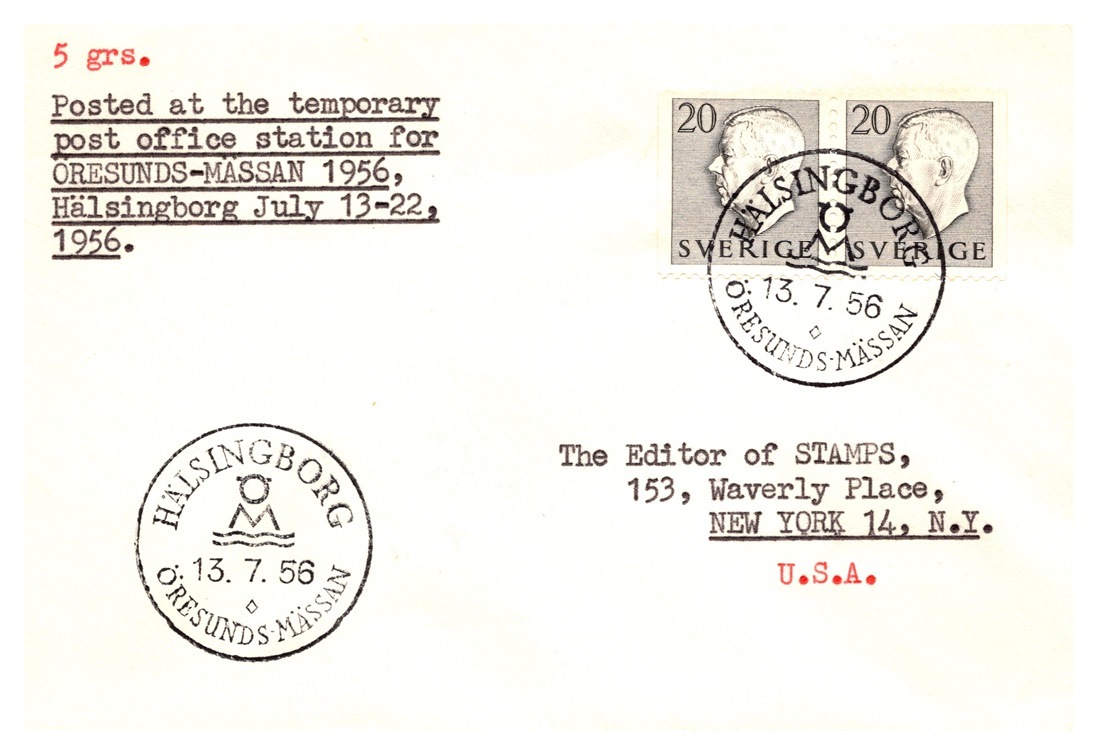 5 grs.
Posted at the temporary
post office station for
ORESUNDS-MÄSSAN 1956,
Hälsingborg July 13-22,
1956.
20 20
SVERIGE SVERIGE
HÄLSINGBORG
ÖM
13. 7. 56
ÖRESUNDS-MÄSSAN
The Editor of STAMPS,
153, Waverly Place,
NEW YORK 14, N.Y.
U.S.A.
HÄLSINGBORG
ÖM
13. 7. 56
ÖRESUNDS-MÄSSAN